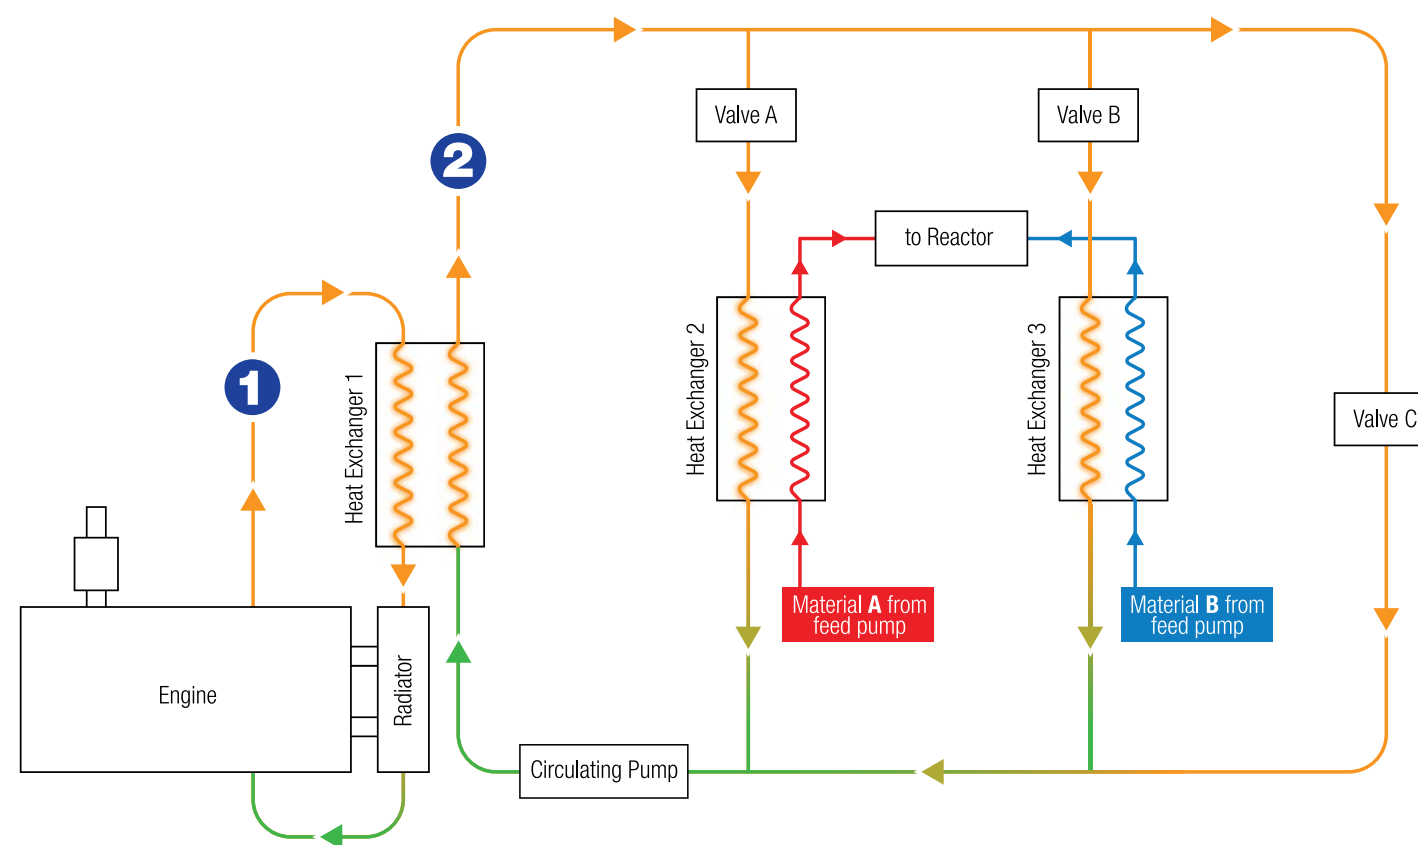 Valve A
Valve B
2
to Reactor
1
Heat Exchanger 1
Heat Exchanger 2
Heat Exchanger 3
Valve C
Material A from
feed pump
Material B from
feed pump
Engine
Radiator
Circulating Pump